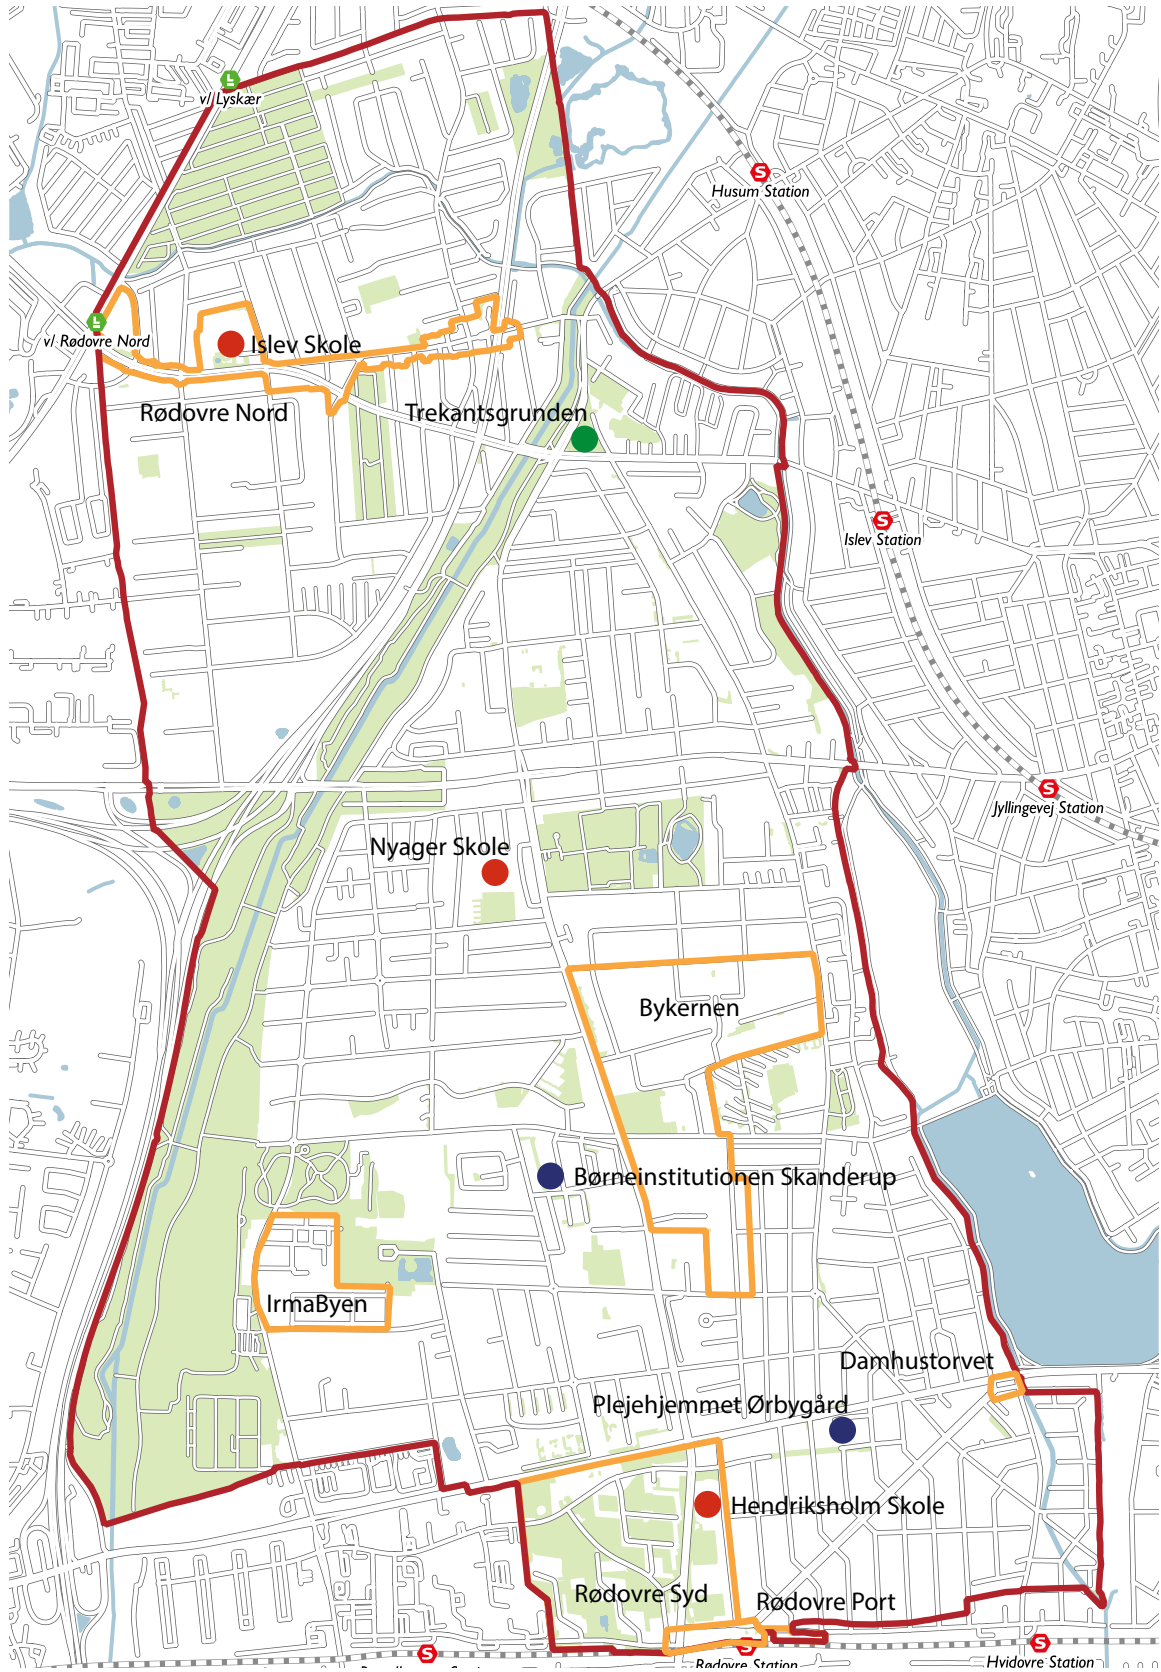 v/ Lyskær
Husum Station
v/ Rødovre Nord
Islev Skole
Rødovre Nord
Trekantsgrunden
Islev Station
Jyllingevej Station
Nyager Skole
Bykernen
Børneinstitutionen Skanderup
IrmaByen
Damhustorvet
Plejehjemmet Ørbygård
Hendriksholm Skole
Rødovre Syd
Rødovre Port
Rødovre Station
Hvidovre Station